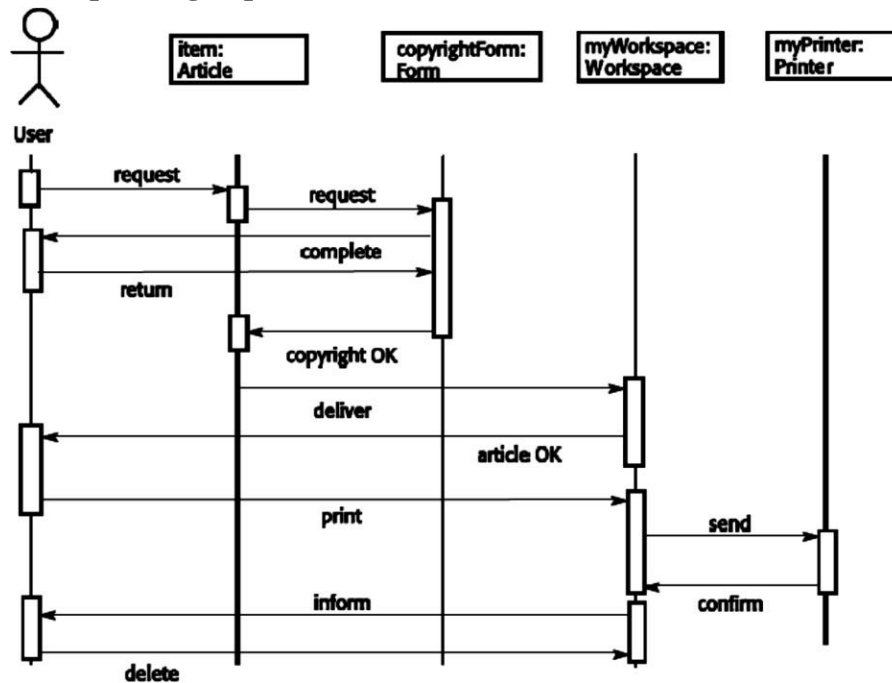 item:
Article
copyrightForm:
Form
myWorkspace:
Workspace
myPrinter:
Printer
User
request
request
complete
return
copyright OK
deliver
article OK
print
send
inform
confirm
delete